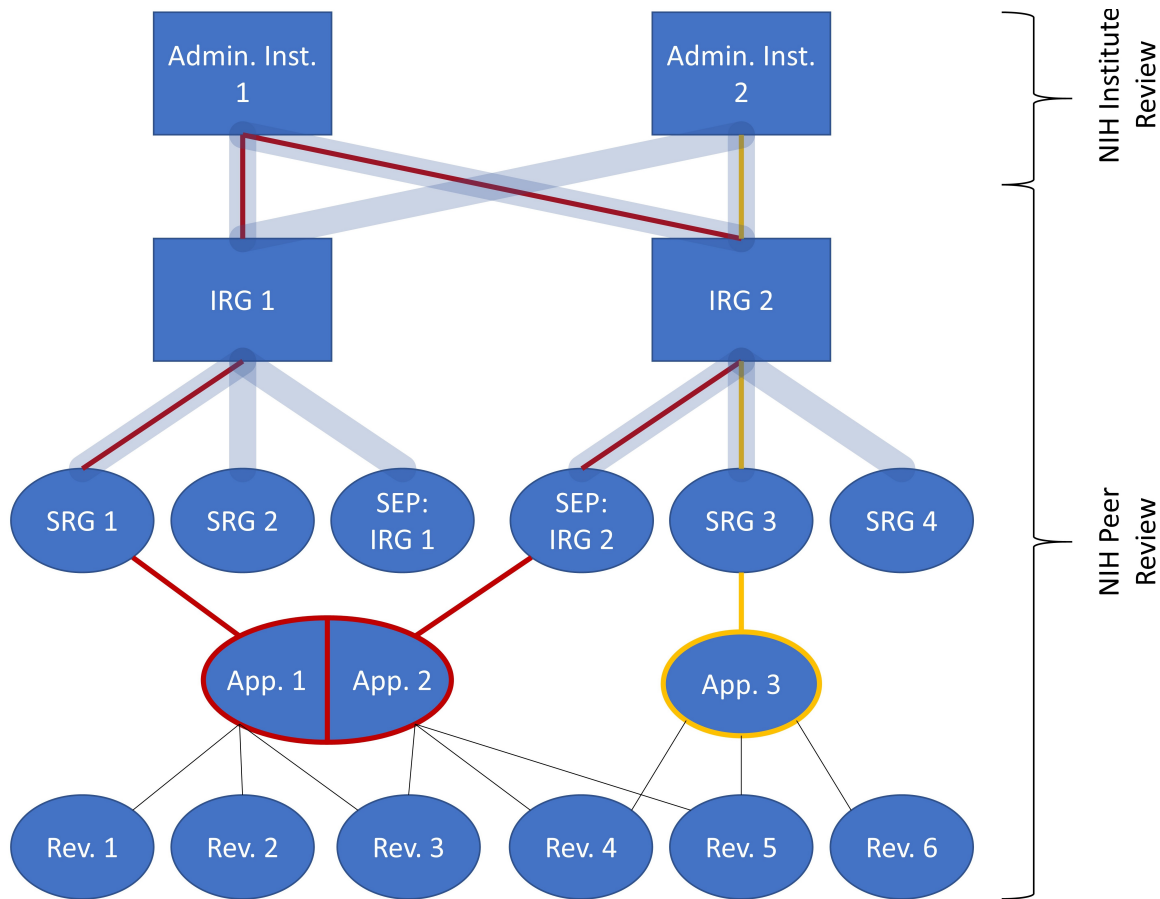 Admin. Inst.
1
Admin. Inst.
2
NIH Institute
Review
IRG 1
IRG 2
SRG 1
SRG 2
SEP:
IRG 1
SEP:
IRG 2
SRG 3
SRG 4
NIH Peer
Review
App. 1
App. 2
App. 3
Rev. 1
Rev. 2
Rev. 3
Rev. 4
Rev. 5
Rev. 6